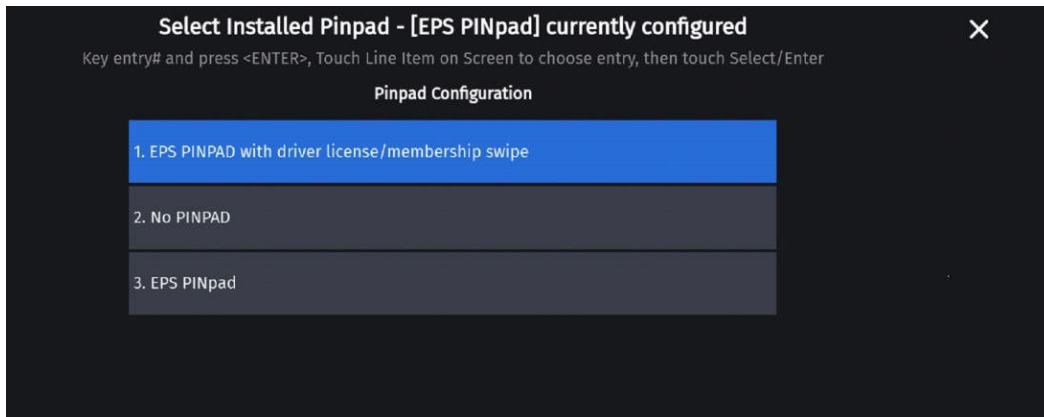 Select Installed Pinpad - [EPS PINpad] currently configured
Key entry# and press <ENTER>, Touch Line Item on Screen to choose entry, then touch Select/Enter
Pinpad Configuration
1. EPS PINPAD with driver license/membership swipe
2. No PINPAD
3. EPS PINpad